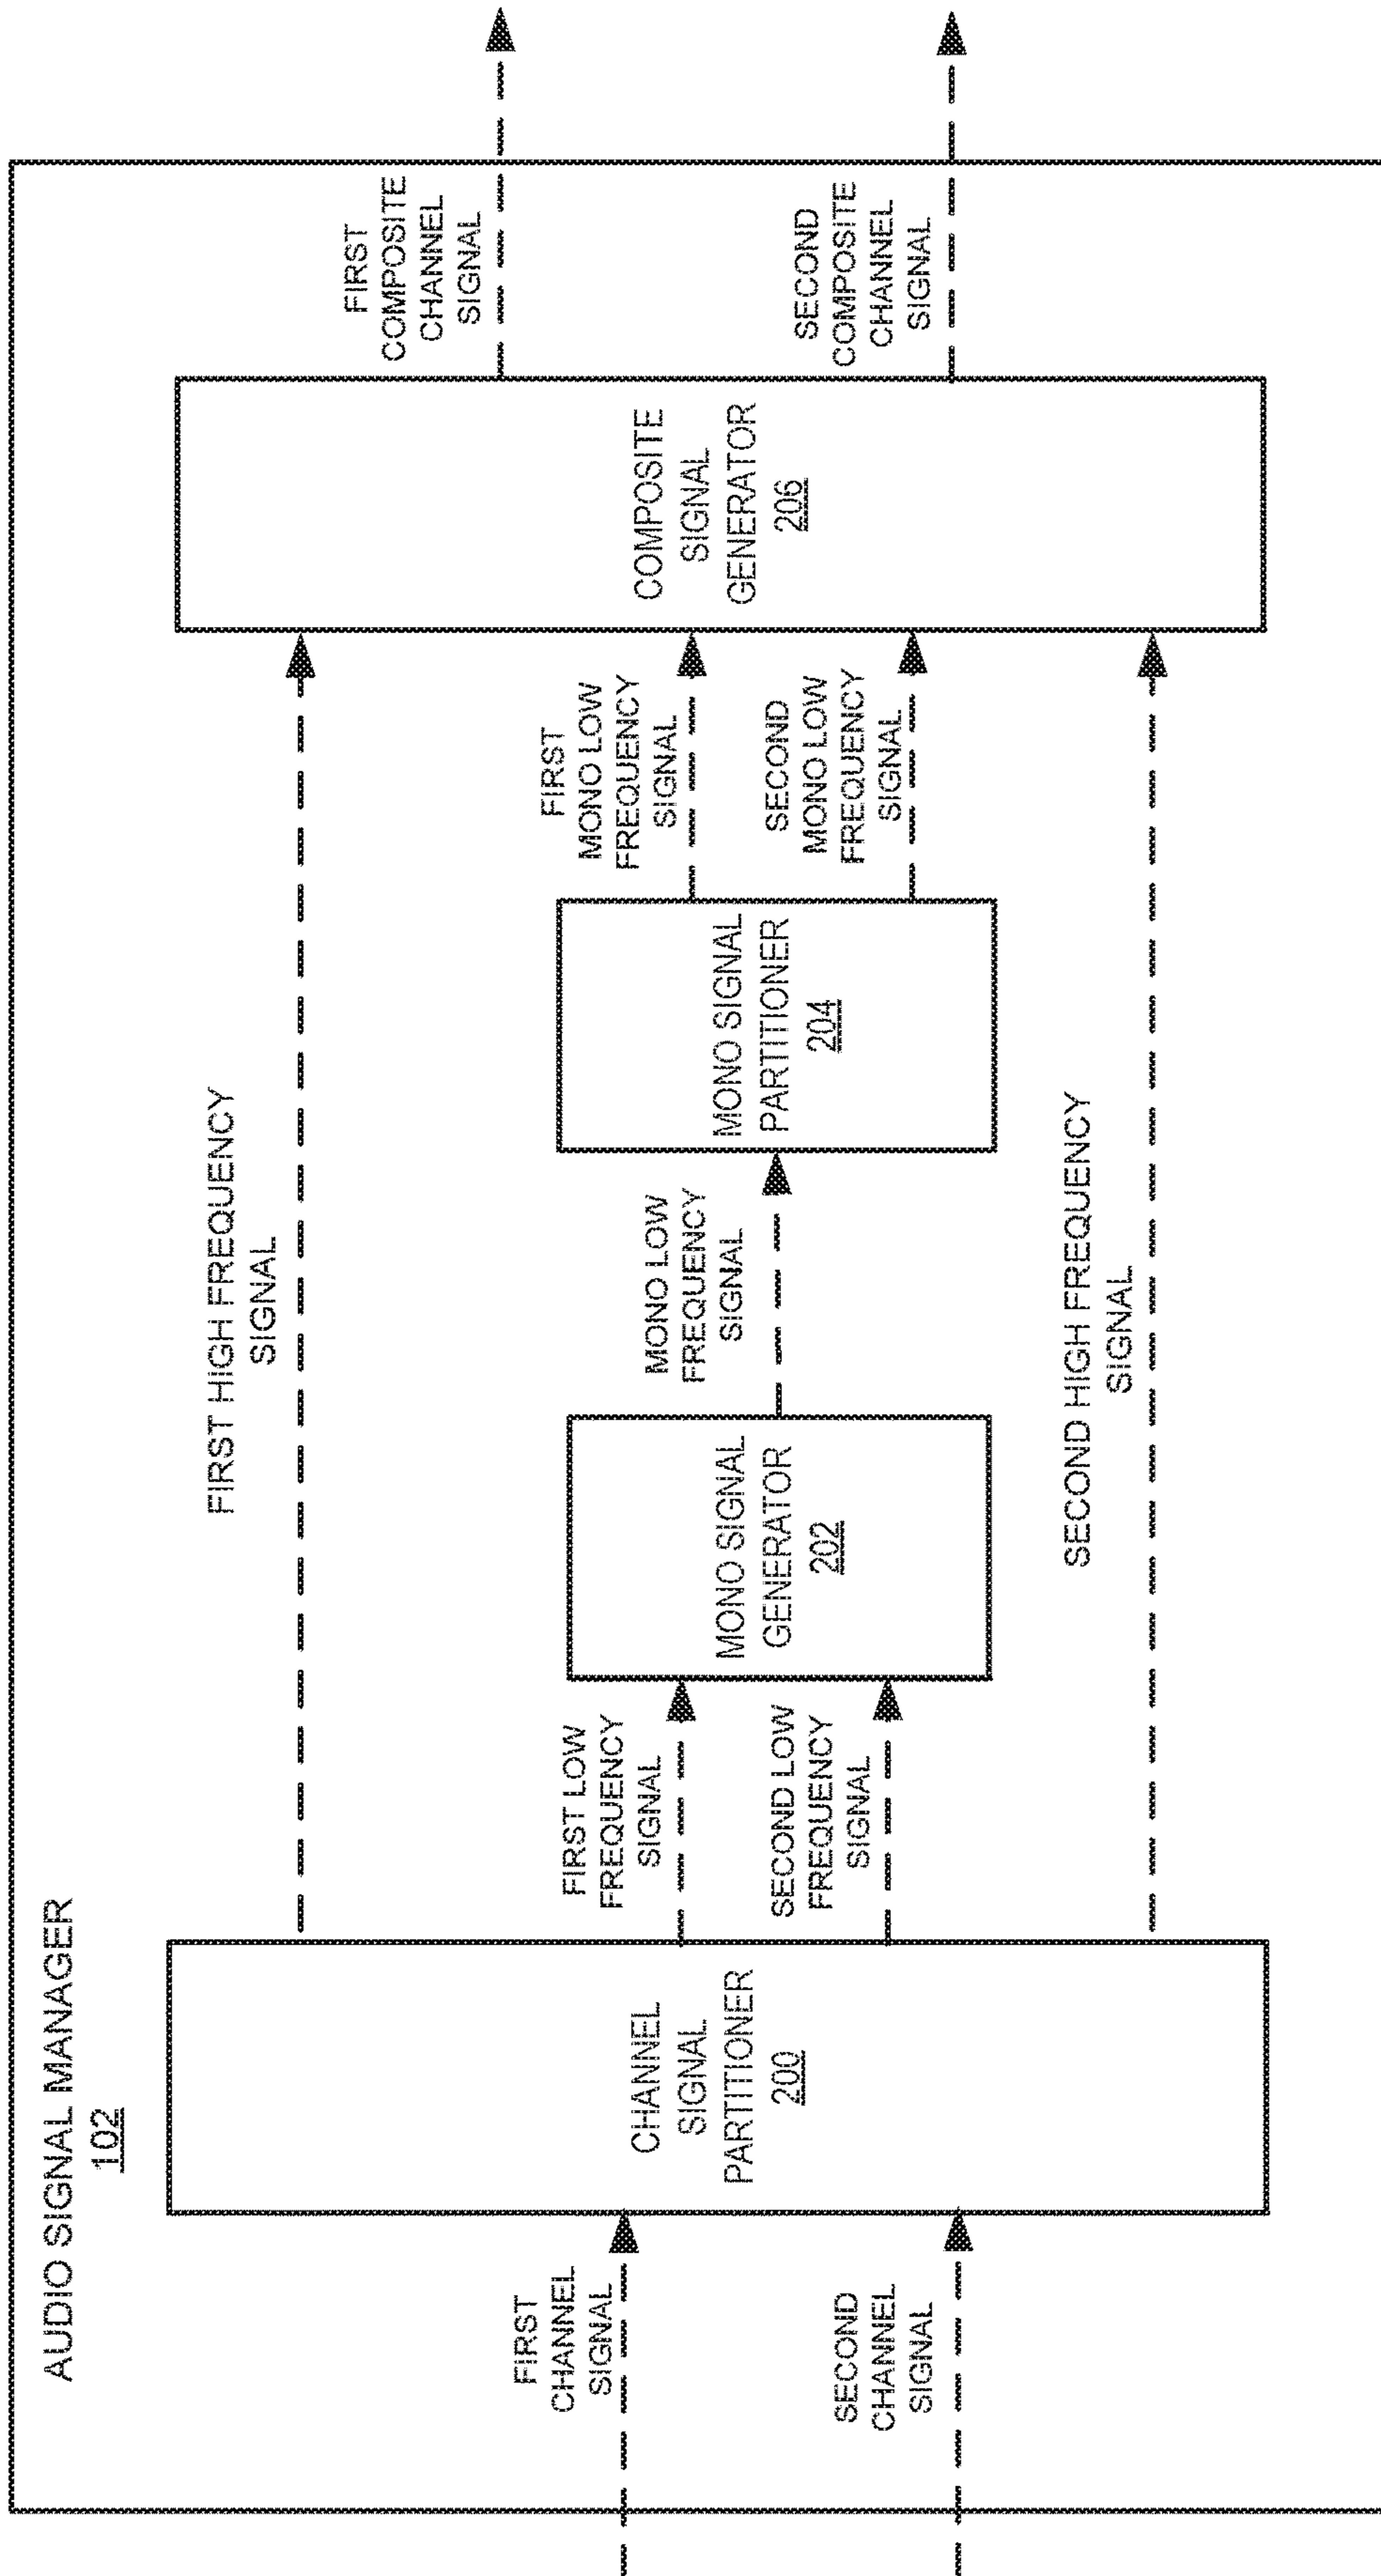 AUDIO SIGNAL MANAGER
102
FIRST
CHANNEL
SIGNAL
SECOND
CHANNEL
SIGNAL
CHANNEL
SIGNAL
PARTITIONER
200
FIRST HIGH FREQUENCY
SIGNAL
FIRST LOW
FREQUENCY
SIGNAL
SECOND LOW
FREQUENCY
SIGNAL
MONO SIGNAL
GENERATOR
202
MONO LOW
FREQUENCY
SIGNAL
MONO SIGNAL
PARTITIONER
204
FIRST
MONO LOW
FREQUENCY
SIGNAL
SECOND
MONO LOW
FREQUENCY
SIGNAL
SECOND HIGH FREQUENCY
SIGNAL
COMPOSITE
SIGNAL
GENERATOR
206
FIRST
COMPOSITE
CHANNEL
SIGNAL
SECOND
COMPOSITE
CHANNEL
SIGNAL